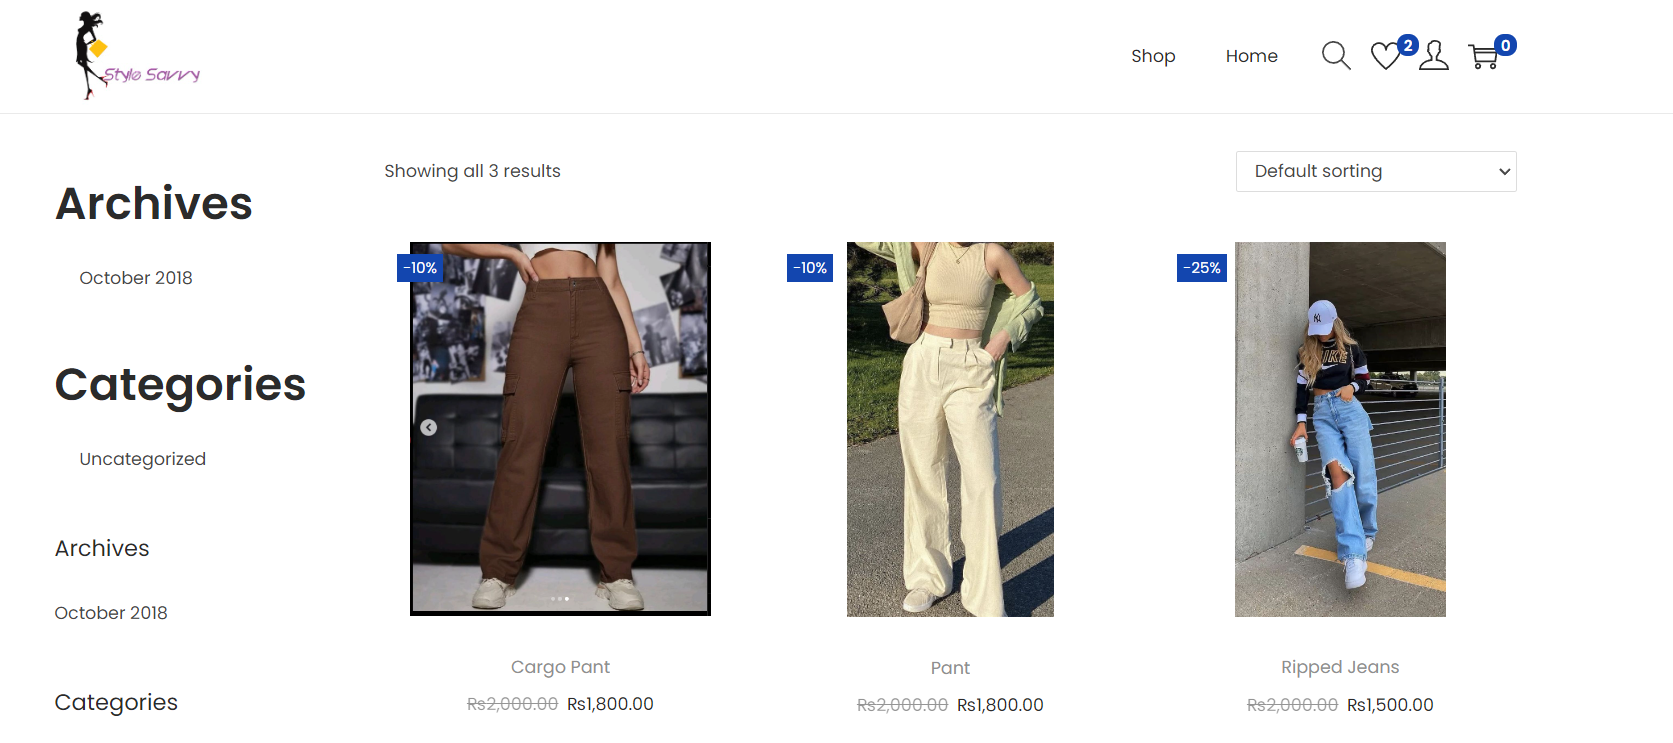 Style Savvy
Shop
Home
2
0
Archives
October 2018
Categories
Uncategorized
Archives
October 2018
Categories
Showing all 3 results
Default sorting
-10%
-10%
-25%
NY
NIKE
Cargo Pant
Rs2,000.00 Rs1,800.00
Pant
Rs2,000.00 Rs1,800.00
Ripped Jeans
Rs2,000.00 Rs1,500.00